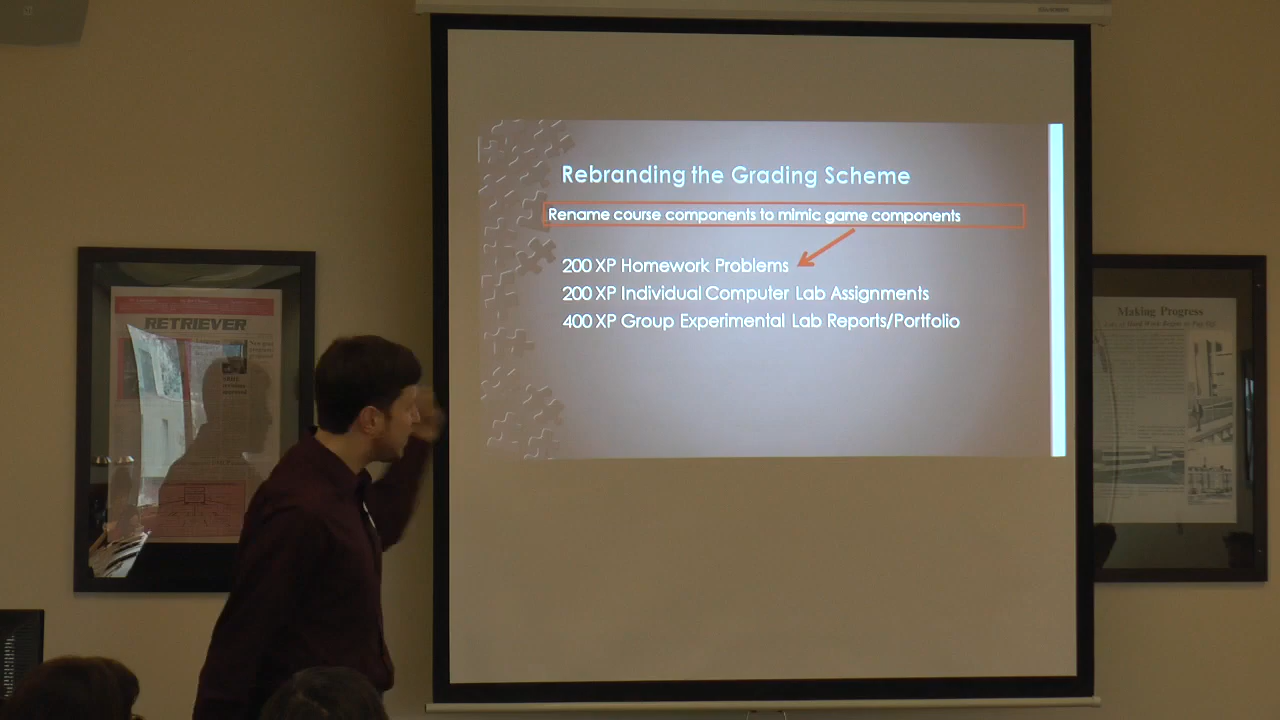 Rebranding the Grading Scheme
Rename course components to mimic game components
200 XP Homework Problems
200 XP Individual Computer Lab Assignments
400 XP Group Experimental Lab Reports/Portfolio
RETRIEVER
Making Progress